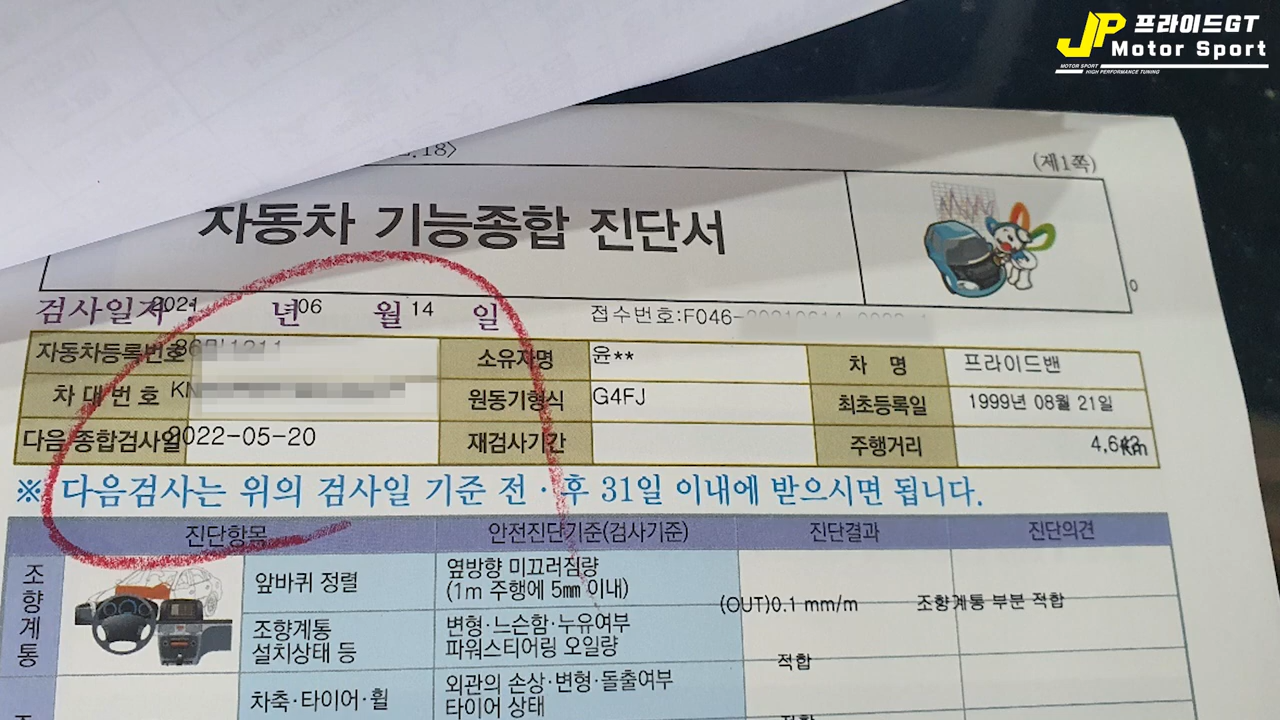 JP 프라이드GT
Motor Sport
MOTOR SPORT
HIGH PERFORMANCE TUNING
.18〉
(제1쪽)
자동차 기능종합 진단서
검사일자 2021 년 06 월 14 일 접수번호:F046-
자동차등록번호 소유자명 윤** 차 명 프라이드밴
차대번호 KN 원동기형식 G4FJ 최초등록일 1999년 08월 21일
다음 종합검사일 2022-05-20 재검사기간 주행거리 4,6 km
※ 다음검사는 위의 검사일 기준 전·후 31일 이내에 받으시면 됩니다.
진단항목 안전진단기준(검사기준) 진단결과 진단의견
조향계통
앞바퀴 정렬 옆방향 미끄러짐량
(1m 주행에 5㎜ 이내) (OUT)0.1 mm/m 조향계통 부분 적합
조향계통
설치상태 등 변형·느슨함·누유여부
파워스티어링 오일량 적합
차축·타이어·휠 외관의 손상·변형·돌출여부
타이어 상태 적합